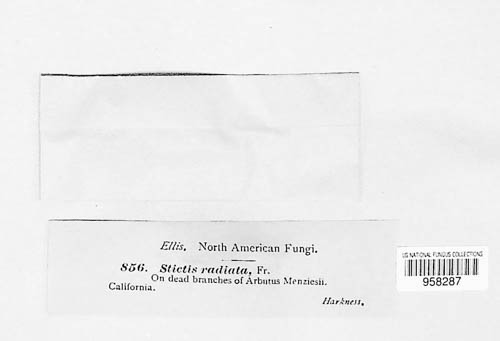 Ellis. North American Fungi.
856. Stictis radiata, Fr.
On dead branches of Arbutus Menziesii.
California.
Harkness.
US NATIONAL FUNGUS COLLECTIONS
958287